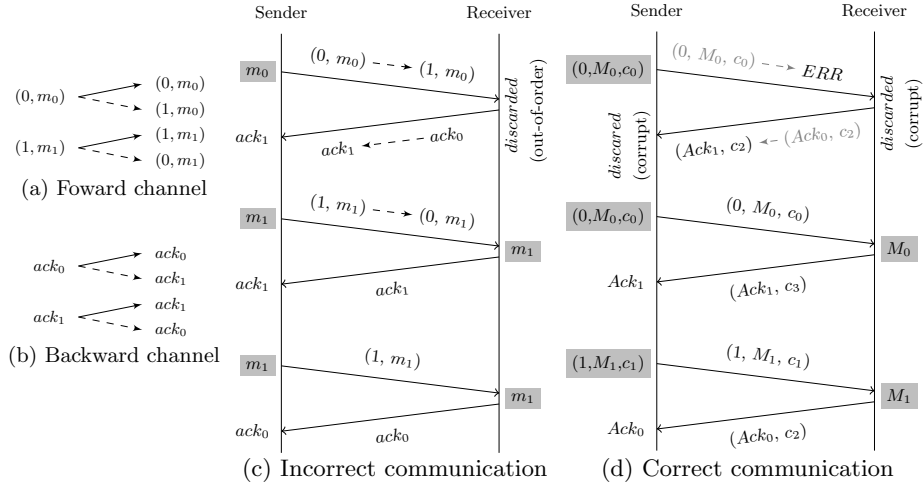 (0, m₀)
(0, m₀)
(1, m₀)
(1, m₁)
(1, m₁)
(0, m₁)
(a) Foward channel
ack₀
ack₀
ack₁
ack₁
ack₁
ack₀
(b) Backward channel
Sender
Receiver
m₀
(0, m₀)
(1, m₀)
discarded
(out-of-order)
ack₁
ack₁
ack₀
m₁
(1, m₁)
(0, m₁)
m₁
ack₁
ack₁
m₁
(1, m₁)
m₁
ack₀
ack₀
(c) Incorrect communication
Sender
Receiver
(0,M₀,c₀)
(0, M₀, c₀)
ERR
discarded
(corrupt)
discared
(corrupt)
(Ack₁, c₂)
(Ack₀, c₂)
(0,M₀,c₀)
(0, M₀, c₀)
M₀
Ack₁
(Ack₁, c₃)
(1,M₁,c₁)
(1, M₁, c₁)
M₁
Ack₀
(Ack₀, c₂)
(d) Correct communication